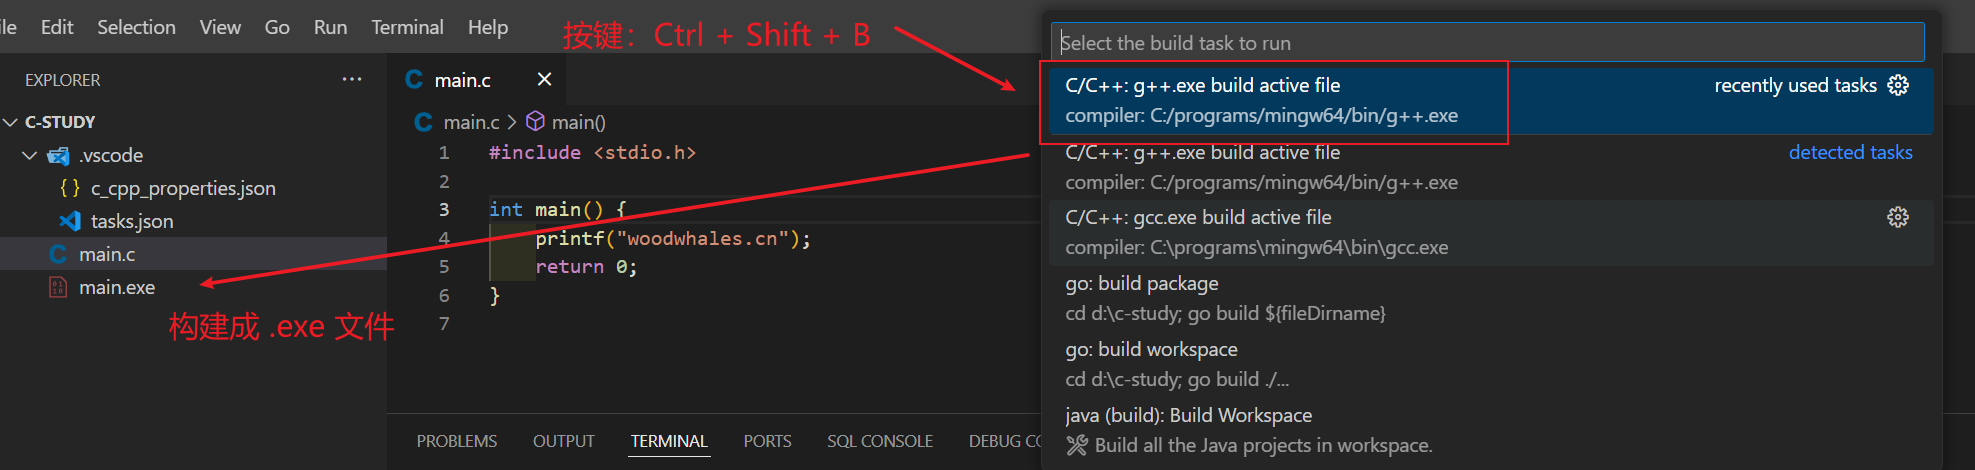 ile Edit Selection View Go Run Terminal Help
按键：Ctrl + Shift + B
EXPLORER ···
C-STUDY
.vscode
{} c_cpp_properties.json
tasks.json
C main.c
main.exe
构建成 .exe 文件
C main.c ×
C main.c > main()
1 #include <stdio.h>
2
3 int main() {
4 printf("woodwhales.cn");
5 return 0;
6 }
7
PROBLEMS OUTPUT TERMINAL PORTS SQL CONSOLE DEBUG CO
Select the build task to run
C/C++: g++.exe build active file recently used tasks
compiler: C:/programs/mingw64/bin/g++.exe
C/C++: g++.exe build active file detected tasks
compiler: C:/programs/mingw64/bin/g++.exe
C/C++: gcc.exe build active file
compiler: C:\programs\mingw64\bin\gcc.exe
go: build package
cd d:\c-study; go build ${fileDirname}
go: build workspace
cd d:\c-study; go build ./...
java (build): Build Workspace
Build all the Java projects in workspace.